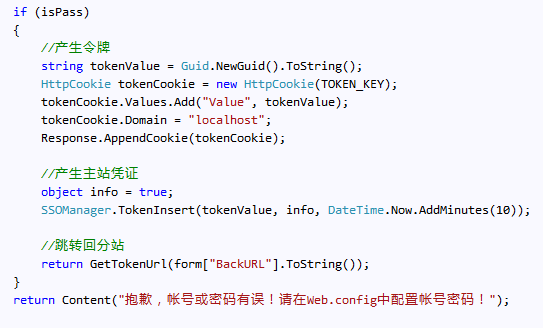 if (isPass)
{
//产生令牌
string tokenValue = Guid.NewGuid().ToString();
HttpCookie tokenCookie = new HttpCookie(TOKEN_KEY);
tokenCookie.Values.Add("Value", tokenValue);
tokenCookie.Domain = "localhost";
Response.AppendCookie(tokenCookie);
//产生主站凭证
object info = true;
SSOManager.TokenInsert(tokenValue, info, DateTime.Now.AddMinutes(10));
//跳转回分站
return GetTokenUrl(form["BackURL"].ToString());
}
return Content("抱歉，帐号或密码有误！请在Web.config中配置帐号密码！");